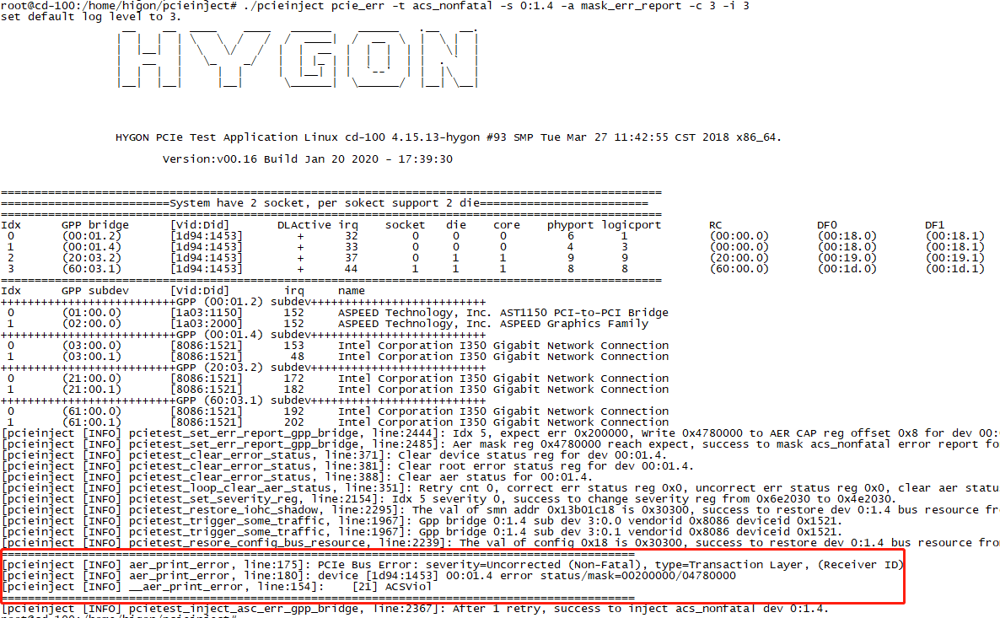 root@cd-100:/home/higon/pcieinject# ./pcieinject pcie_err -t acs_nonfatal -s 0:1.4 -a mask_err_report -c 3 -i 3
set default log level to 3.
HYGON
HYGON PCIe Test Application Linux cd-100 4.15.13-hygon #93 SMP Tue Mar 27 11:42:55 CST 2018 x86_64.
Version:v00.16 Build Jan 20 2020 - 17:39:30
==================================================================================================
=========================System have 2 socket, per sokect support 2 die=========================
==================================================================================================
Idx GPP bridge [Vid:Did] DLActive irq socket die core phyport logicport RC DF0 DF1
0 (00:01.2) [1d94:1453] + 32 0 0 0 6 1 (00:00.0) (00:18.0) (00:18.1)
1 (00:01.4) [1d94:1453] + 33 0 0 0 4 3 (00:00.0) (00:18.0) (00:18.1)
2 (20:03.2) [1d94:1453] + 37 0 1 1 9 9 (20:00.0) (00:19.0) (00:19.1)
3 (60:03.1) [1d94:1453] + 44 1 1 1 8 8 (60:00.0) (00:1d.0) (00:1d.1)
==================================================================================================
Idx GPP subdev [Vid:Did] irq name
++++++++++++++++++++++++++GPP (00:01.2) subdev++++++++++++++++++++++++++
0 (01:00.0) [1a03:1150] 152 ASPEED Technology, Inc. AST1150 PCI-to-PCI Bridge
1 (02:00.0) [1a03:2000] 152 ASPEED Technology, Inc. ASPEED Graphics Family
++++++++++++++++++++++++++GPP (00:01.4) subdev++++++++++++++++++++++++++
0 (03:00.0) [8086:1521] 153 Intel Corporation I350 Gigabit Network Connection
1 (03:00.1) [8086:1521] 48 Intel Corporation I350 Gigabit Network Connection
++++++++++++++++++++++++++GPP (20:03.2) subdev++++++++++++++++++++++++++
0 (21:00.0) [8086:1521] 172 Intel Corporation I350 Gigabit Network Connection
1 (21:00.1) [8086:1521] 182 Intel Corporation I350 Gigabit Network Connection
++++++++++++++++++++++++++GPP (60:03.1) subdev++++++++++++++++++++++++++
0 (61:00.0) [8086:1521] 192 Intel Corporation I350 Gigabit Network Connection
1 (61:00.1) [8086:1521] 202 Intel Corporation I350 Gigabit Network Connection
[pcieinject [INFO] pcietest_set_err_report_gpp_bridge, line:2444]: Idx 5, expect err 0x200000, Write 0x4780000 to AER CAP reg offset 0x8 for dev 00:
[pcieinject [INFO] pcietest_set_err_report_gpp_bridge, line:2485]: Aer mask reg 0x4780000 reach expect, success to mask acs_nonfatal error report fo
[pcieinject [INFO] pcietest_clear_error_status, line:371]: Clear device status reg for dev 00:01.4.
[pcieinject [INFO] pcietest_clear_error_status, line:381]: Clear root error status reg for dev 00:01.4.
[pcieinject [INFO] pcietest_clear_error_status, line:388]: Clear aer status for 00:01.4.
[pcieinject [INFO] pcietest_loop_clear_aer_status, line:351]: Retry cnt 0, correct err status reg 0x0, uncorrect err status reg 0x0, clear aer statu
[pcieinject [INFO] pcietest_set_severity_reg, line:2154]: Idx 5 severity 0, success to change severity reg from 0x6e2030 to 0x4e2030.
[pcieinject [INFO] pcietest_restore_iohc_shadow, line:2295]: The val of smn addr 0x13b01c18 is 0x30300, success to restore dev 0:1.4 bus resource fro
[pcieinject [INFO] pcietest_trigger_some_traffic, line:1967]: Gpp bridge 0:1.4 sub dev 3:0.0 vendorid 0x8086 deviceid 0x1521.
[pcieinject [INFO] pcietest_trigger_some_traffic, line:1967]: Gpp bridge 0:1.4 sub dev 3:0.1 vendorid 0x8086 deviceid 0x1521.
[pcieinject [INFO] pcietest_resore_config_bus_resource, line:2239]: The val of config 0x18 is 0x30300, success to restore dev 0:1.4 bus resource from
==============================================================================================
[pcieinject [INFO] aer_print_error, line:175]: PCIe Bus Error: severity=Uncorrected (Non-Fatal), type=Transaction Layer, (Receiver ID)
[pcieinject [INFO] aer_print_error, line:180]: device [1d94:1453] 00:01.4 error status/mask=00200000/04780000
[pcieinject [INFO] __aer_print_error, line:154]: [21] ACSViol
==============================================================================================
[pcieinject [INFO] pcietest_inject_asc_err_gpp_bridge, line:2367]: After 1 retry, success to inject acs_nonfatal dev 0:1.4.
root@cd-100:/home/higon/pcieinject#